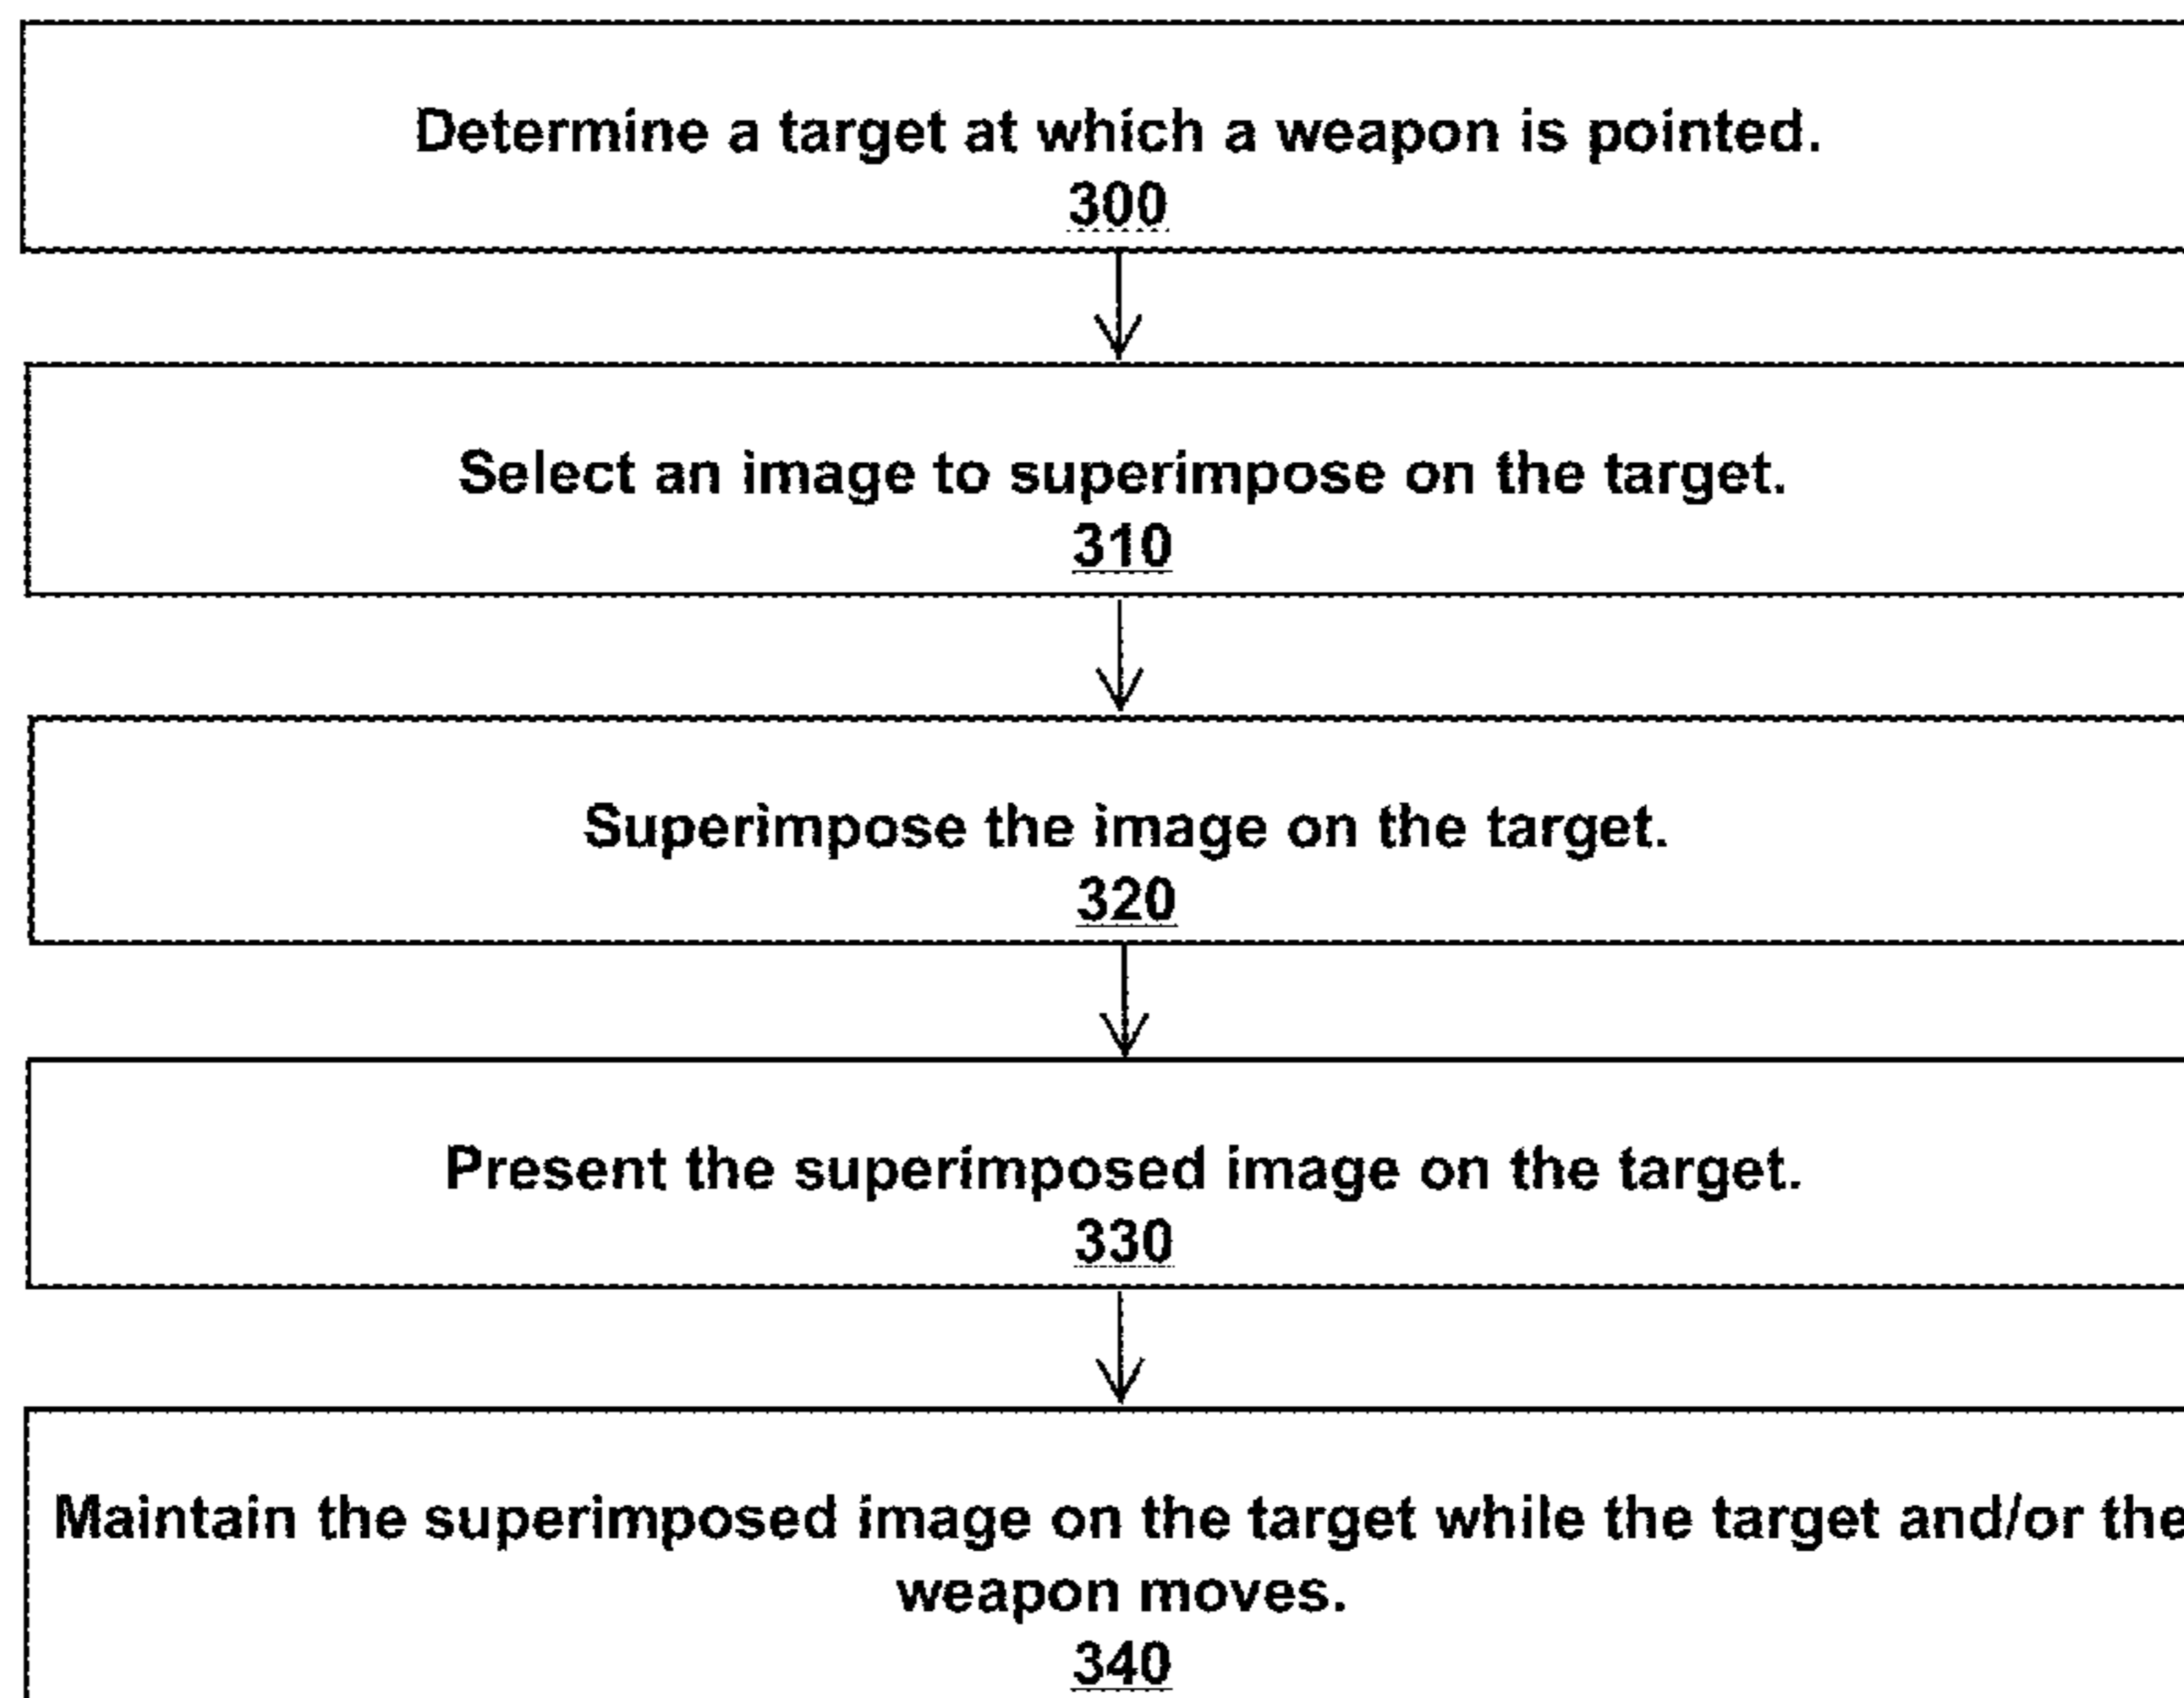 Determine a target at which a weapon is pointed.
300
Select an image to superimpose on the target.
310
Superimpose the image on the target.
320
Present the superimposed image on the target.
330
Maintain the superimposed image on the target while the target and/or the
weapon moves.
340